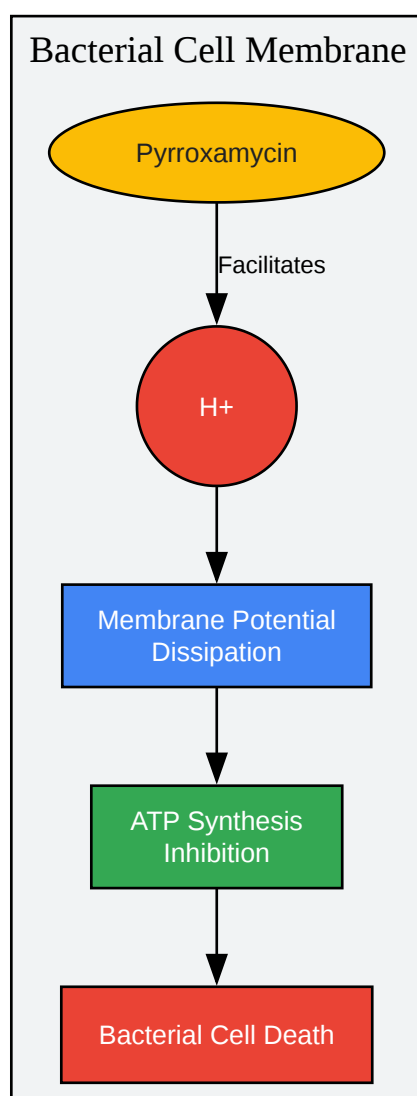 Bacterial Cell Membrane
Pyrroxamycin
Facilitates
H+
Membrane Potential
Dissipation
ATP Synthesis
Inhibition
Bacterial Cell Death